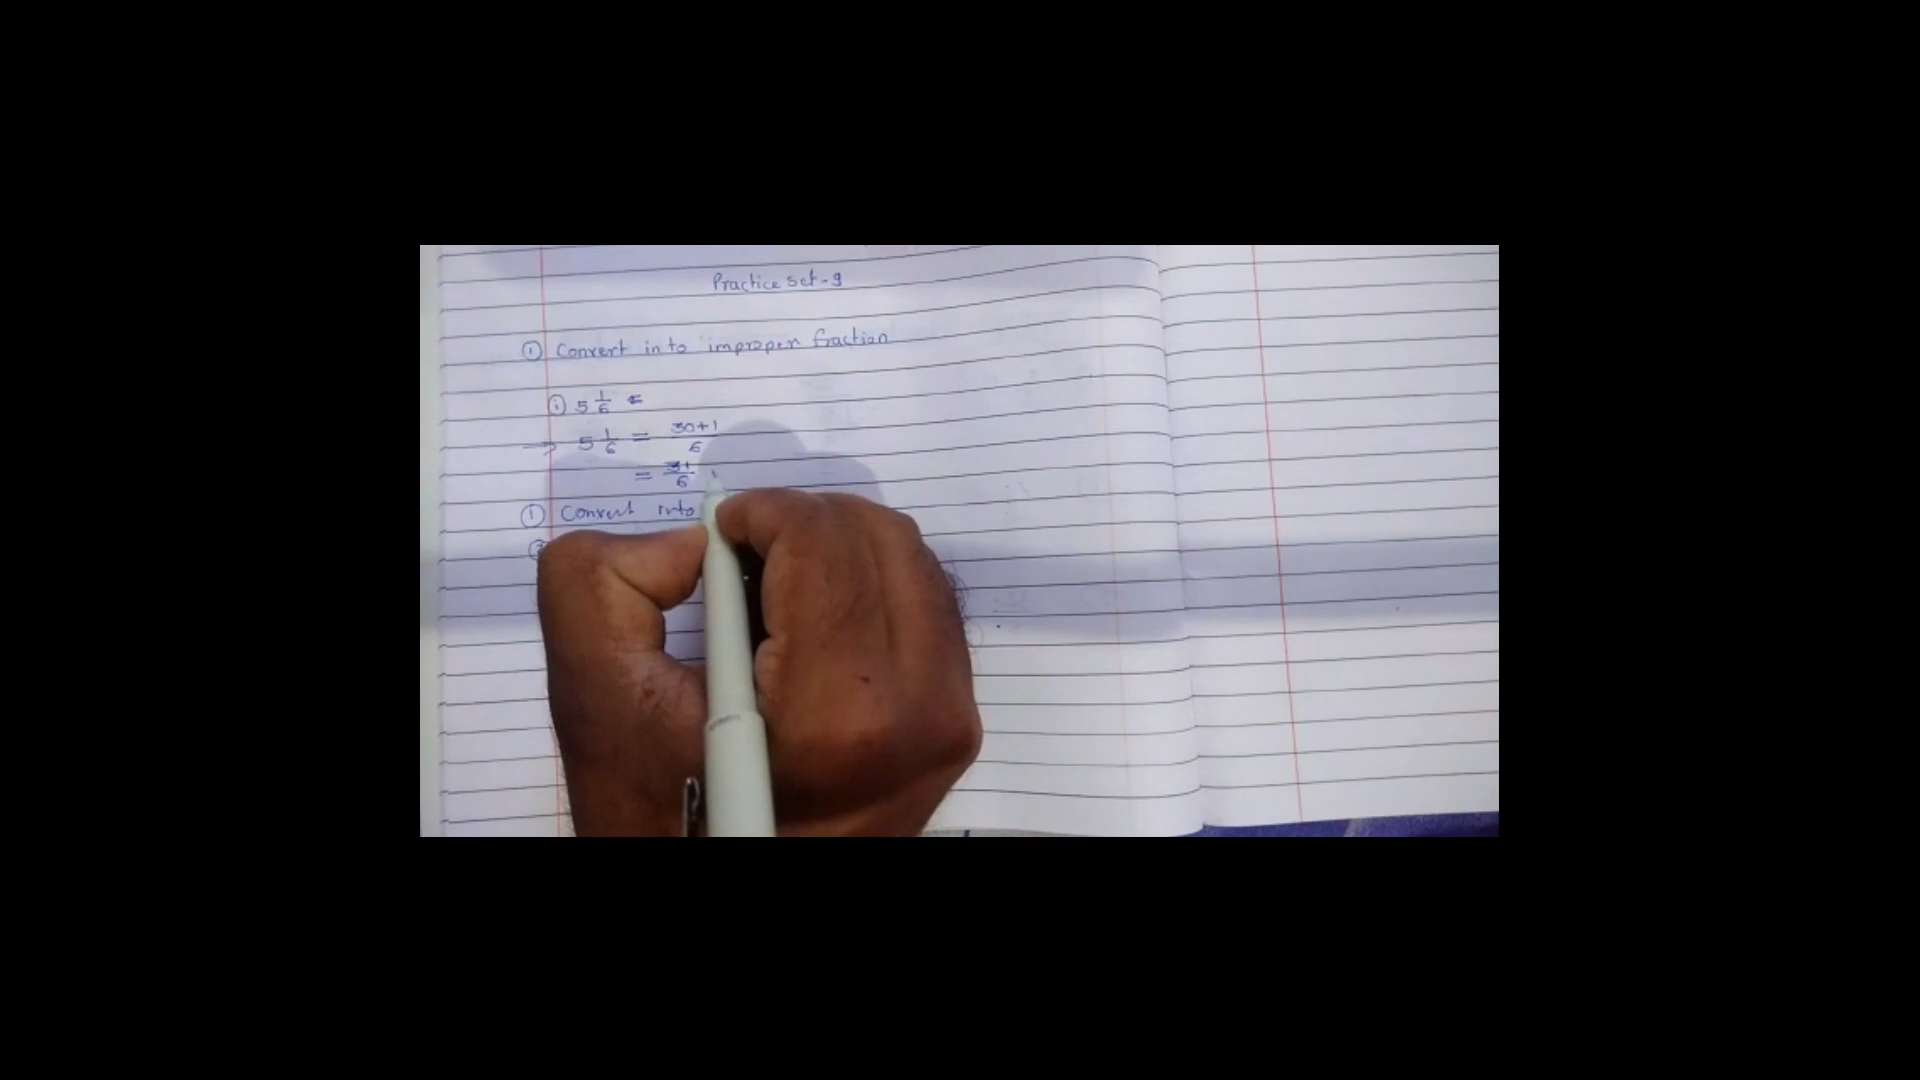 Practice Set-9
① Convert into improper fraction
(i) 5 1/6 =
→ 5 1/6 = 30+1/6
= 31/6
① Convert into
②